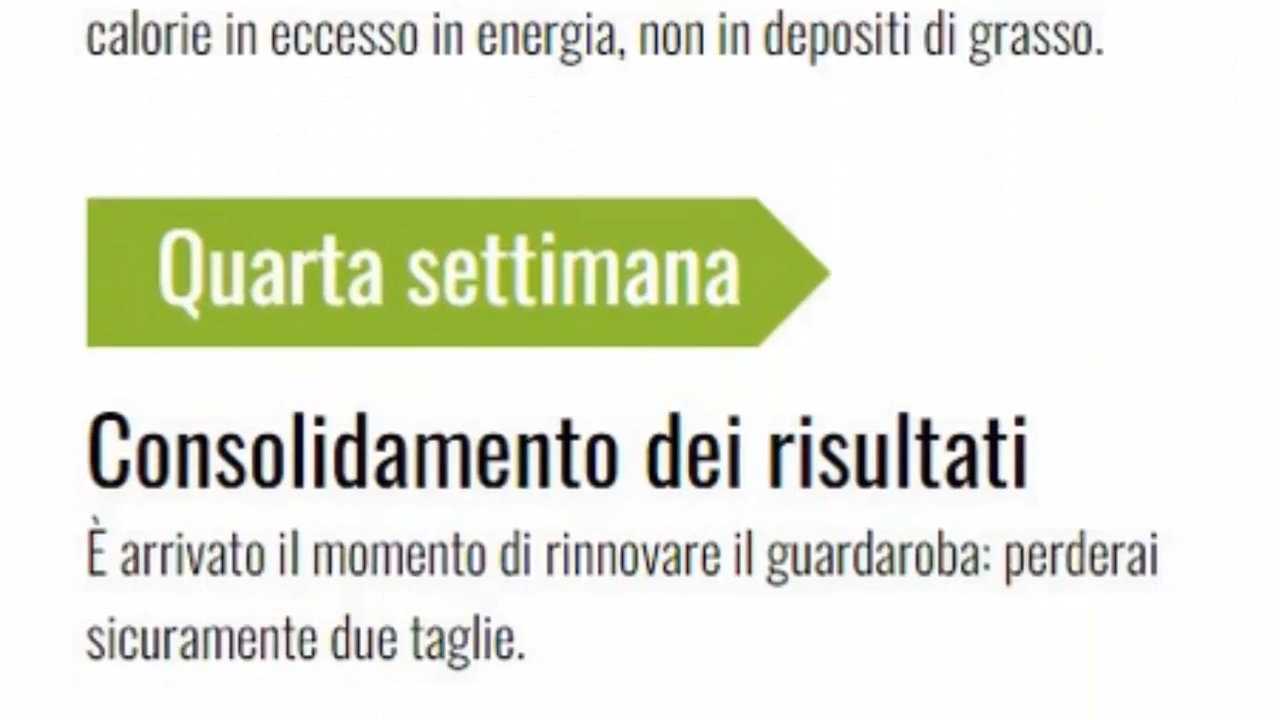 calorie in eccesso in energia, non in depositi di grasso.
Quarta settimana
Consolidamento dei risultati
È arrivato il momento di rinnovare il guardaroba: perderai
sicuramente due taglie.